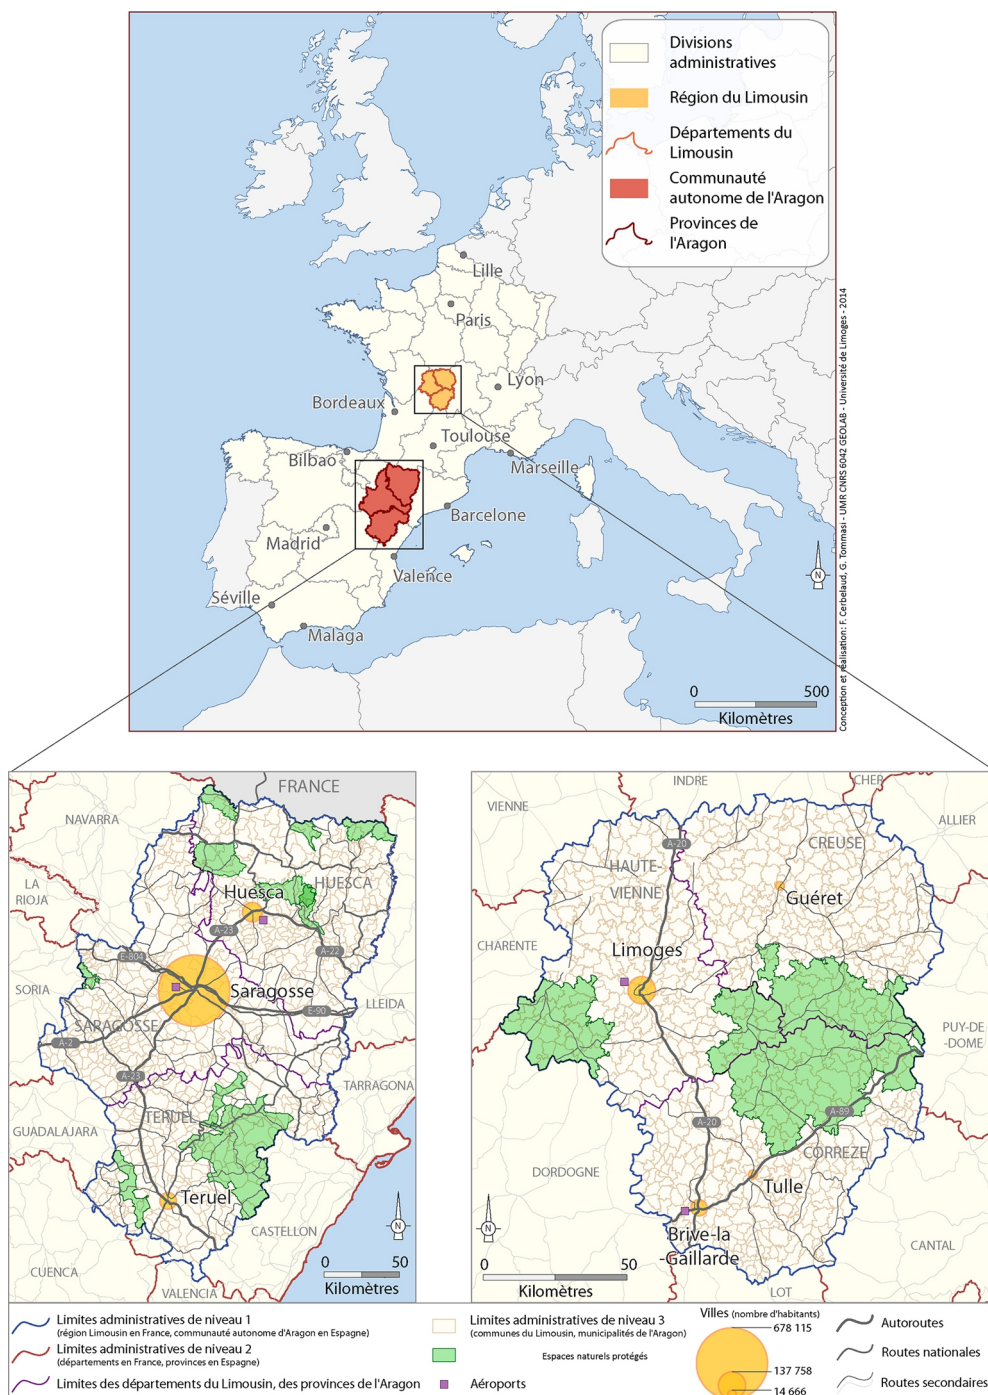 Divisions
administratives
Région du Limousin
Départements du
Limousin
Communauté
autonome de l'Aragon
Provinces de
l'Aragon
Lille
Paris
Lyon
Bordeaux
Toulouse
Bilbao
Marseille
Barcelone
Madrid
Valence
Séville
Malaga
N
0 500
Kilomètres
Conception et réalisation: F. Cerbelaud, G. Tommasi - UMR CNRS 6042 GEOLAB - Université de Limoges - 2014
FRANCE
NAVARRA
LA
RIOJA
Huesca
HUESCA
A-23
A-22
E-804
SORIA
Saragosse
E-90
LLEIDA
SARAGOSSE
A-2
A-23
TARRAGONA
TERUEL
GUADALAJARA
Teruel
CASTELLON
N
CUENCA
VALENCIA
0 50
Kilomètres
INDRE
CHER
VIENNE
ALLIER
A-20
CREUSE
HAUTE-
VIENNE
Guéret
CHARENTE
Limoges
PUY-DE
-DOME
A-89
A-20
CORREZE
DORDOGNE
Tulle
N
Brive-la
-Gaillarde
CANTAL
LOT
0 50
Kilomètres
Limites administratives de niveau 1
(région Limousin en France, communauté autonome d'Aragon en Espagne)
Limites administratives de niveau 2
(départements en France, provinces en Espagne)
Limites des départements du Limousin, des provinces de l'Aragon
Limites administratives de niveau 3
(communes du Limousin, municipalités de l'Aragon)
Espaces naturels protégés
Aéroports
Villes (nombre d'habitants)
678 115
137 758
14 666
Autoroutes
Routes nationales
Routes secondaires